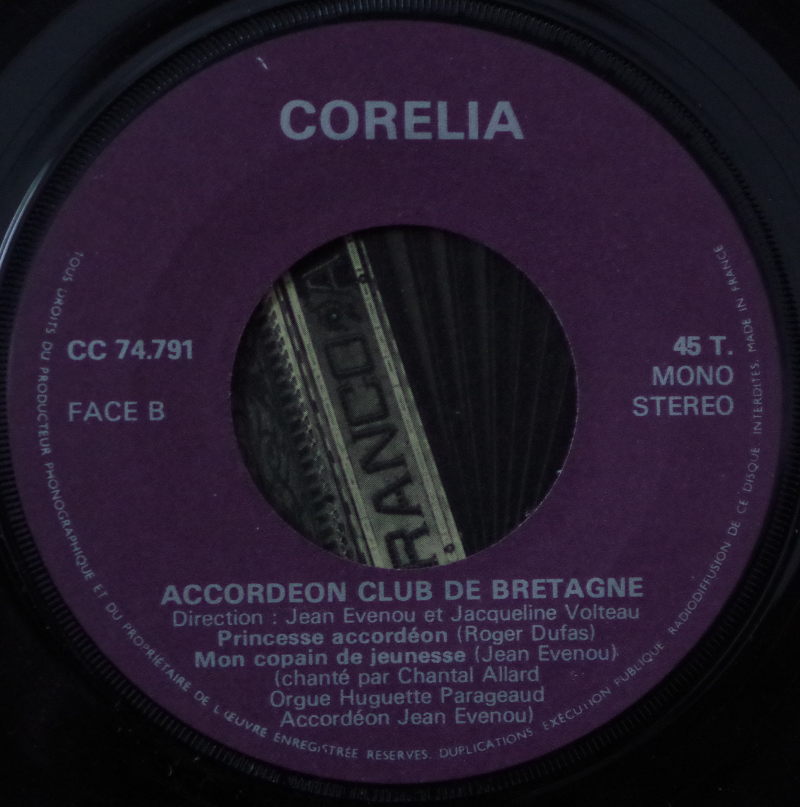 CORELIA
CC 74.791
FACE B
45 T.
MONO
STEREO
RANCONA
ACCORDEON CLUB DE BRETAGNE
Direction : Jean Evenou et Jacqueline Volteau
Princesse accordéon (Roger Dufas)
Mon copain de jeunesse (Jean Evenou)
(chanté par Chantal Allard
Orgue Huguette Parageaud
Accordéon Jean Evenou)
TOUS DROITS DU PRODUCTEUR PHONOGRAPHIQUE ET DU PROPRIÉTAIRE DE L'ŒUVRE ENREGISTRÉE RESERVES. DUPLICATIONS EXECUTION PUBLIQUE RADIODIFFUSION DE CE DISQUE INTERDITES. MADE IN FRANCE